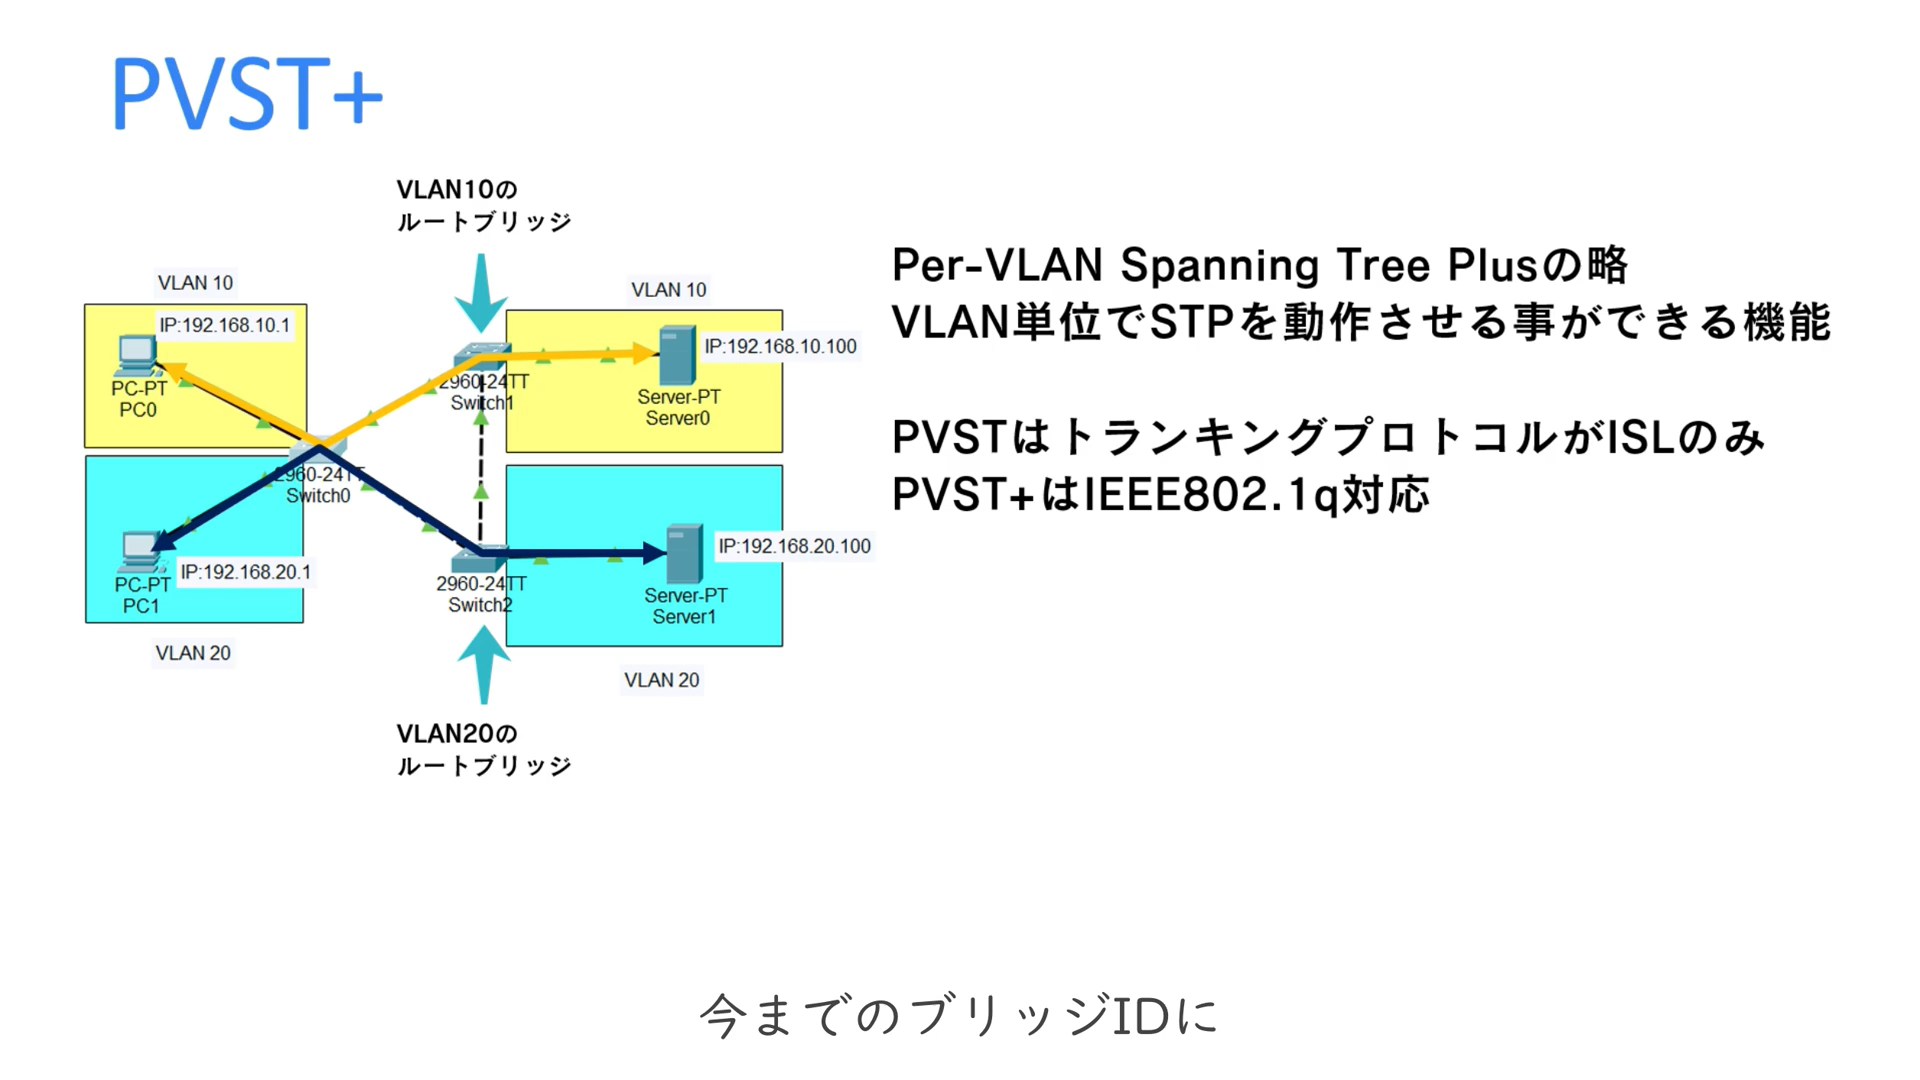 PVST+
VLAN10の
ルートブリッジ
VLAN 10
IP:192.168.10.1
PC-PT
PC0
VLAN 10
IP:192.168.10.100
2960-24TT
Switch1
Server-PT
Server0
2960-24TT
Switch0
PC-PT
PC1
IP:192.168.20.1
VLAN 20
2960-24TT
Switch2
IP:192.168.20.100
Server-PT
Server1
VLAN 20
VLAN20の
ルートブリッジ
Per-VLAN Spanning Tree Plusの略
VLAN単位でSTPを動作させる事ができる機能
PVSTはトランキングプロトコルがISLのみ
PVST+はIEEE802.1q対応
今までのブリッジIDに